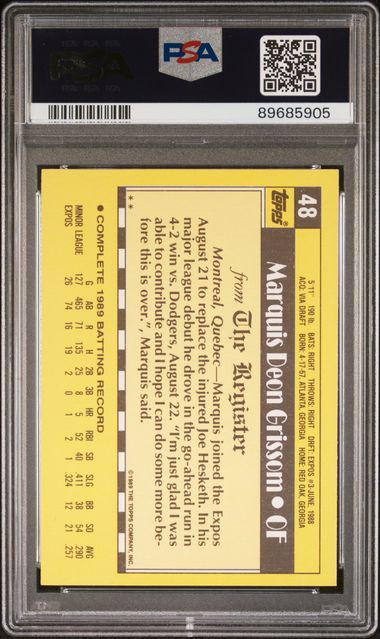 PSA
PSA
89685905
48
topps
Marquis Deon Grissom • OF
5'11" 190 lb. BATS: RIGHT THROWS: RIGHT DRFT: EXPOS #3-JUNE, 1988
ACQ: VIA DRAFT BORN: 4-17-67, ATLANTA, GEORGIA HOME: RED OAK, GEORGIA
from The Register
Montreal, Quebec—Marquis joined the Expos
August 21 to replace the injured Joe Hesketh. In his
major league debut he drove in the go-ahead run in
4-2 win vs. Dodgers, August 22. "I'm just glad I was
able to contribute and I hope I can do some more be-
fore this is over.", Marquis said.
**
©1989 THE TOPPS COMPANY, INC.
• COMPLETE 1989 BATTING RECORD
G AB R H 2B 3B HR RBI SB SLG BB SO AVG
MINOR LEAGUE 127 465 71 135 25 8 5 52 40 .411 38 54 .290
EXPOS 26 74 16 19 2 0 1 2 1 .324 12 21 .257